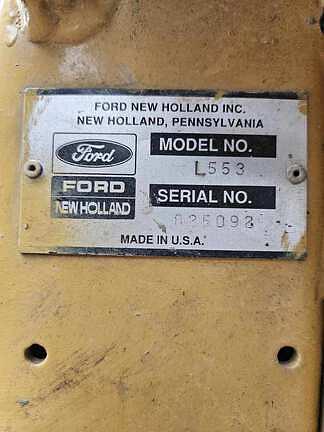 FORD NEW HOLLAND INC.
NEW HOLLAND, PENNSYLVANIA
Ford
FORD
NEW HOLLAND
MODEL NO.
L553
SERIAL NO.
MADE IN U.S.A.